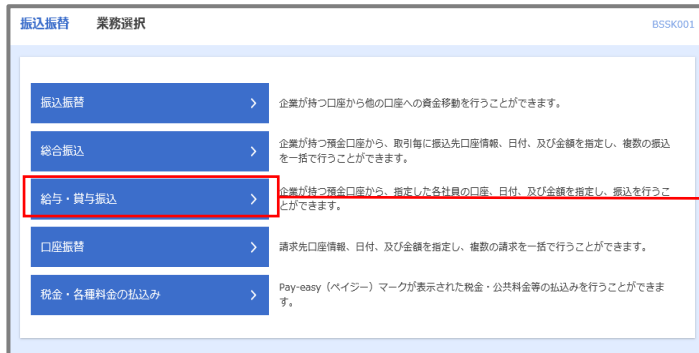 振込振替 業務選択 BSSK001
振込振替
企業が持つ口座から他の口座への資金移動を行うことができます。
総合振込
企業が持つ預金口座から、取引毎に振込先口座情報、日付、及び金額を指定し、複数の振込
を一括で行うことができます。
給与・賞与振込
企業が持つ預金口座から、指定した各社員の口座、日付、及び金額を指定し、振込を行うこ
とができます。
口座振替
請求先口座情報、日付、及び金額を指定し、複数の請求を一括で行うことができます。
税金・各種料金の払込み
Pay-easy（ペイジー）マークが表示された税金・公共料金等の払込みを行うことができま
す。